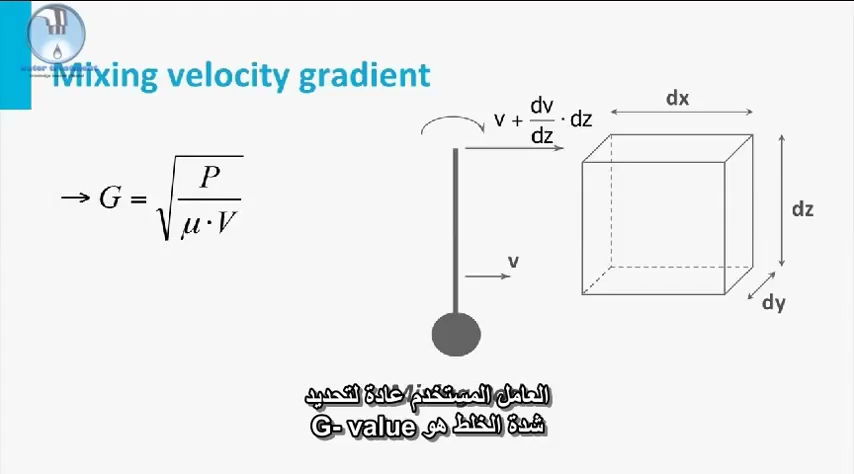 Mixing velocity gradient
→ G = √(P / μ · V)
v + dv/dz · dz
dx
dz
v
dy
العامل المستخدم عادة لتحديد
شدة الخلط هو G- value